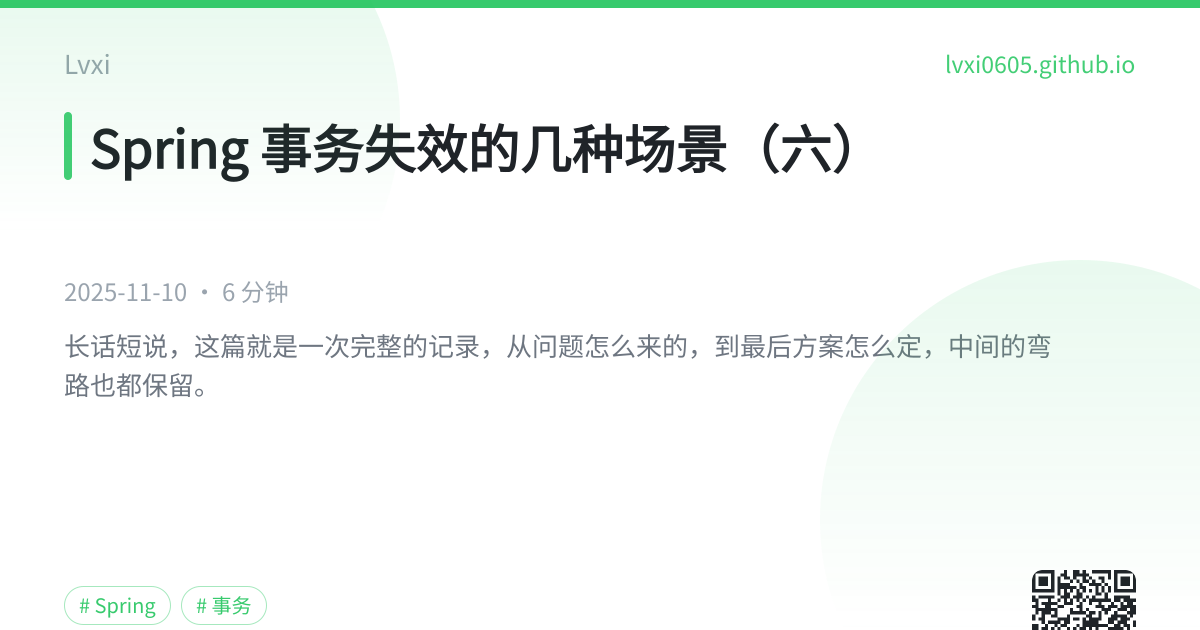 Lvxi
lvxi0605.github.io
Spring 事务失效的几种场景（六）
2025-11-10 · 6 分钟
长话短说，这篇就是一次完整的记录，从问题怎么来的，到最后方案怎么定，中间的弯
路也都保留。
# Spring
# 事务